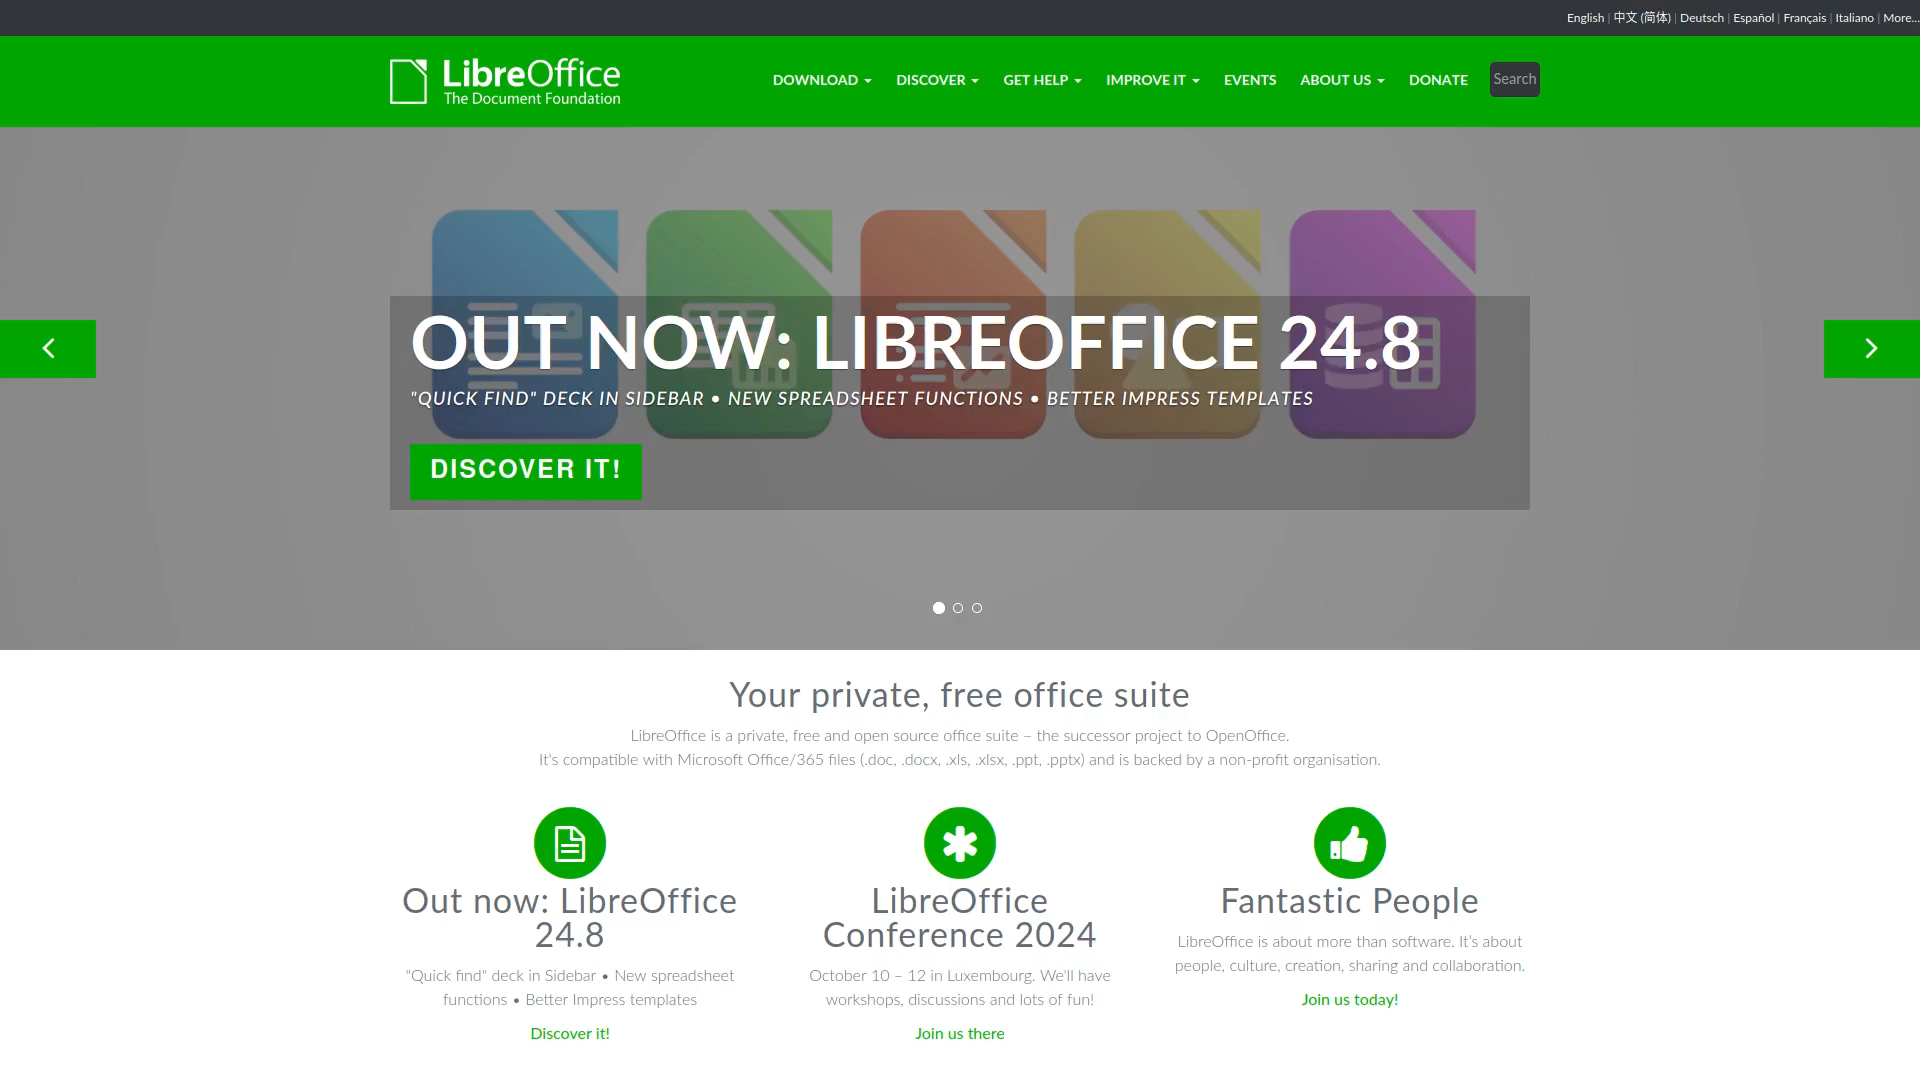 English | 中文 (简体) | Deutsch | Español | Français | Italiano | More...
LibreOffice
The Document Foundation
DOWNLOAD
DISCOVER
GET HELP
IMPROVE IT
EVENTS
ABOUT US
DONATE
Search
OUT NOW: LIBREOFFICE 24.8
"QUICK FIND" DECK IN SIDEBAR • NEW SPREADSHEET FUNCTIONS • BETTER IMPRESS TEMPLATES
DISCOVER IT!
Your private, free office suite
LibreOffice is a private, free and open source office suite – the successor project to OpenOffice.
It's compatible with Microsoft Office/365 files (.doc, .docx, .xls, .xlsx, .ppt, .pptx) and is backed by a non-profit organisation.
Out now: LibreOffice
24.8
"Quick find" deck in Sidebar • New spreadsheet
functions • Better Impress templates
Discover it!
LibreOffice
Conference 2024
October 10 – 12 in Luxembourg. We'll have
workshops, discussions and lots of fun!
Join us there
Fantastic People
LibreOffice is about more than software. It’s about
people, culture, creation, sharing and collaboration.
Join us today!